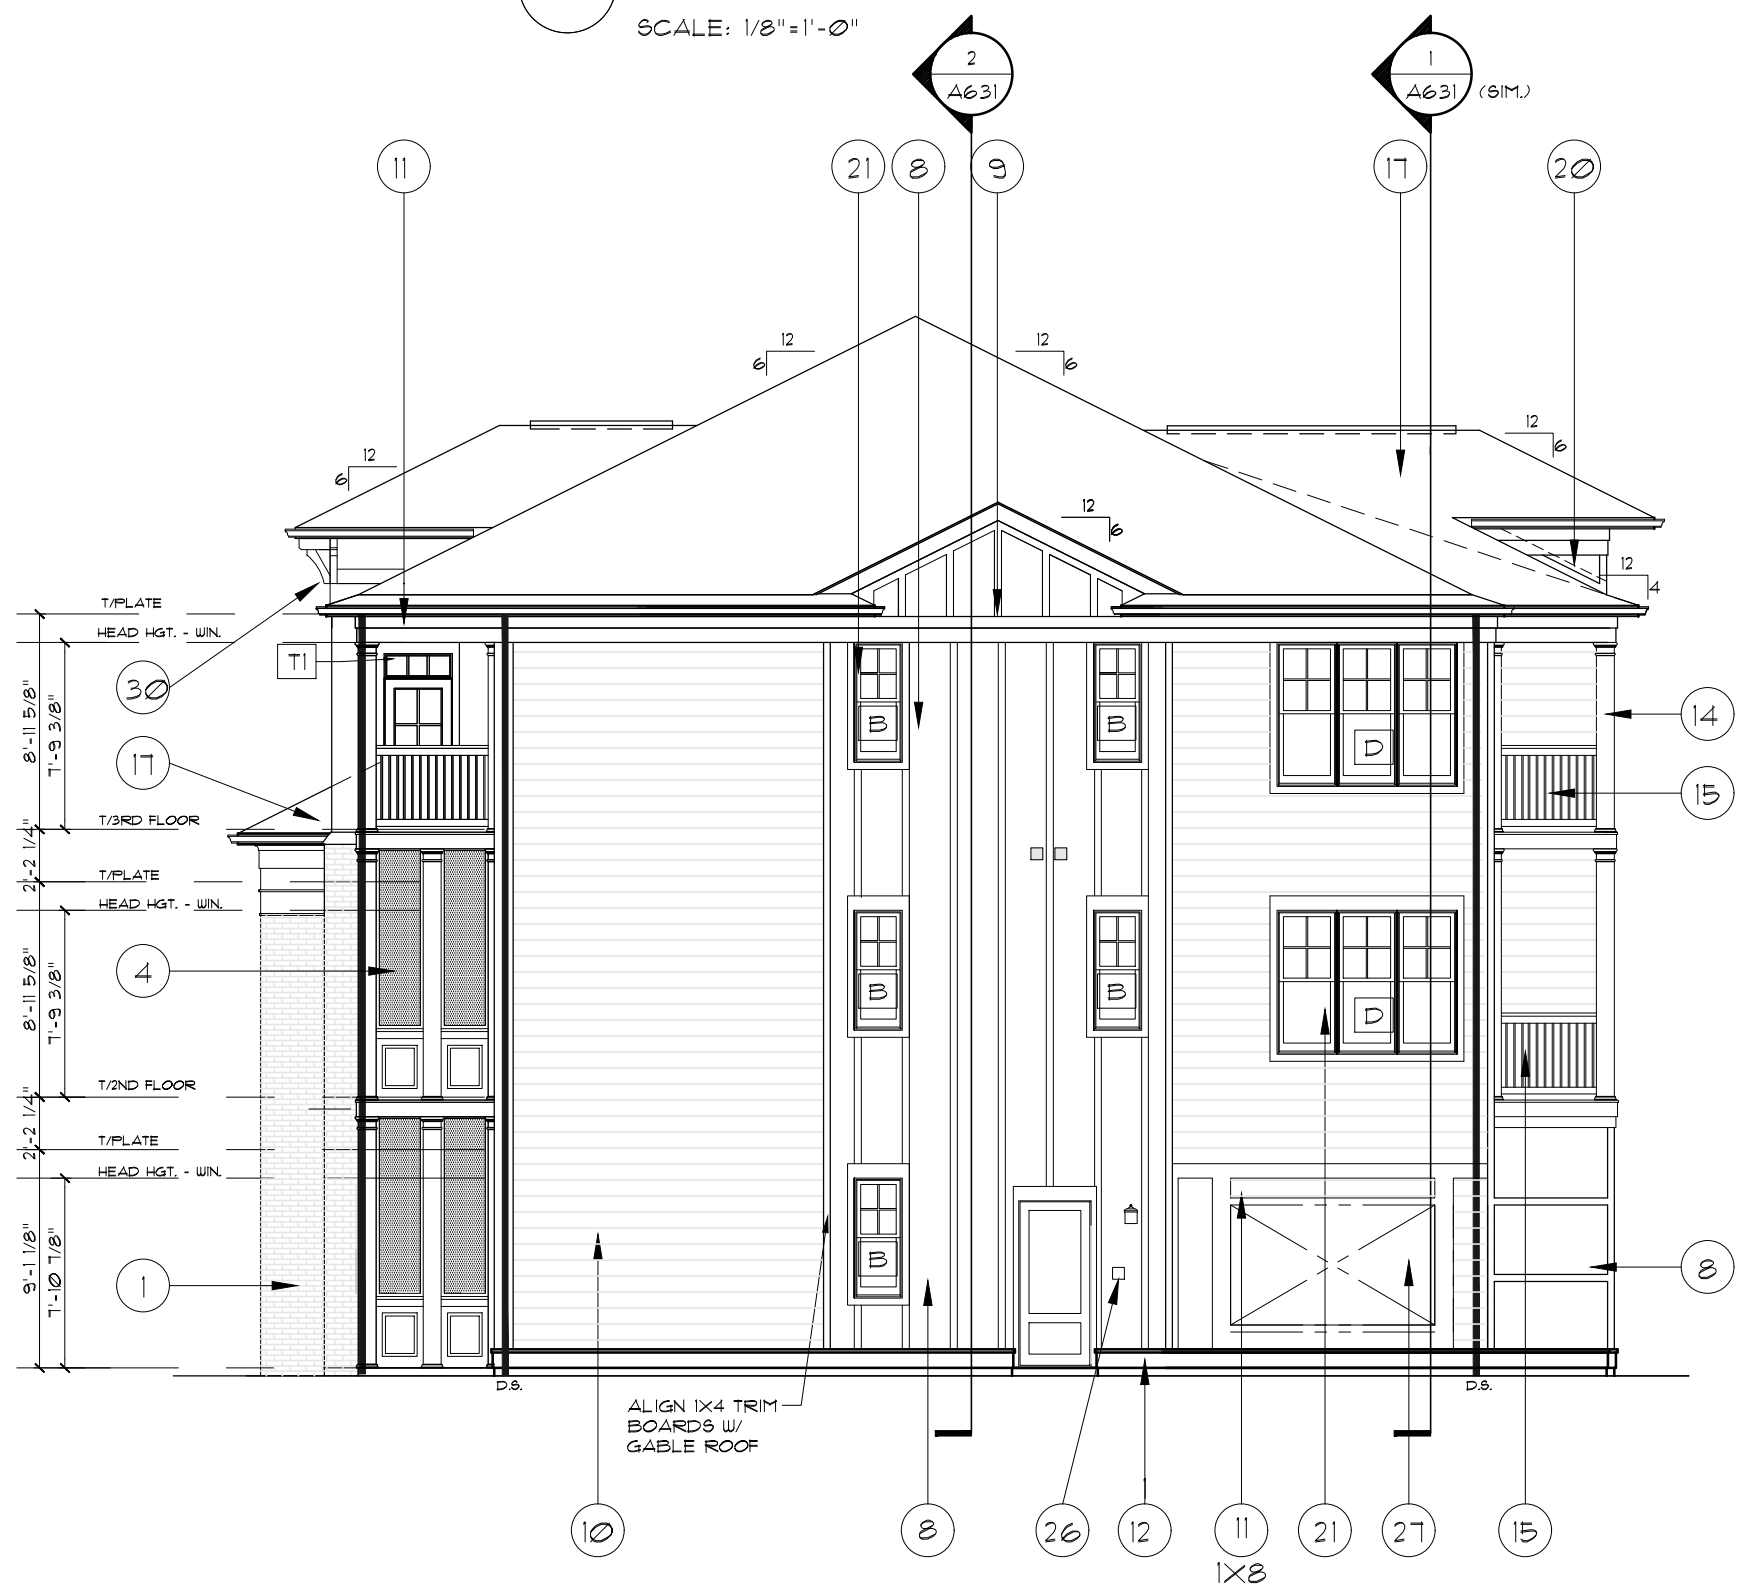 SCALE: 1/8"=1'-0"
2
A631
1
A631
(SIM.)
11
21
8
9
17
20
12
6
12
6
12
6
12
6
12
6
12
4
T/PLATE
HEAD HGT. - WIN.
T1
30
B
B
D
14
8'-11 5/8"
7'-9 3/8"
17
15
T/3RD FLOOR
2'-2 1/4"
T/PLATE
HEAD HGT. - WIN.
4
8'-11 5/8"
7'-9 3/8"
B
B
D
T/2ND FLOOR
2'-2 1/4"
T/PLATE
HEAD HGT. - WIN.
9'-1 1/8"
7'-10 7/8"
1
B
8
D.S.
D.S.
ALIGN 1X4 TRIM
BOARDS W/
GABLE ROOF
10
8
26
12
11
21
27
15
1X8